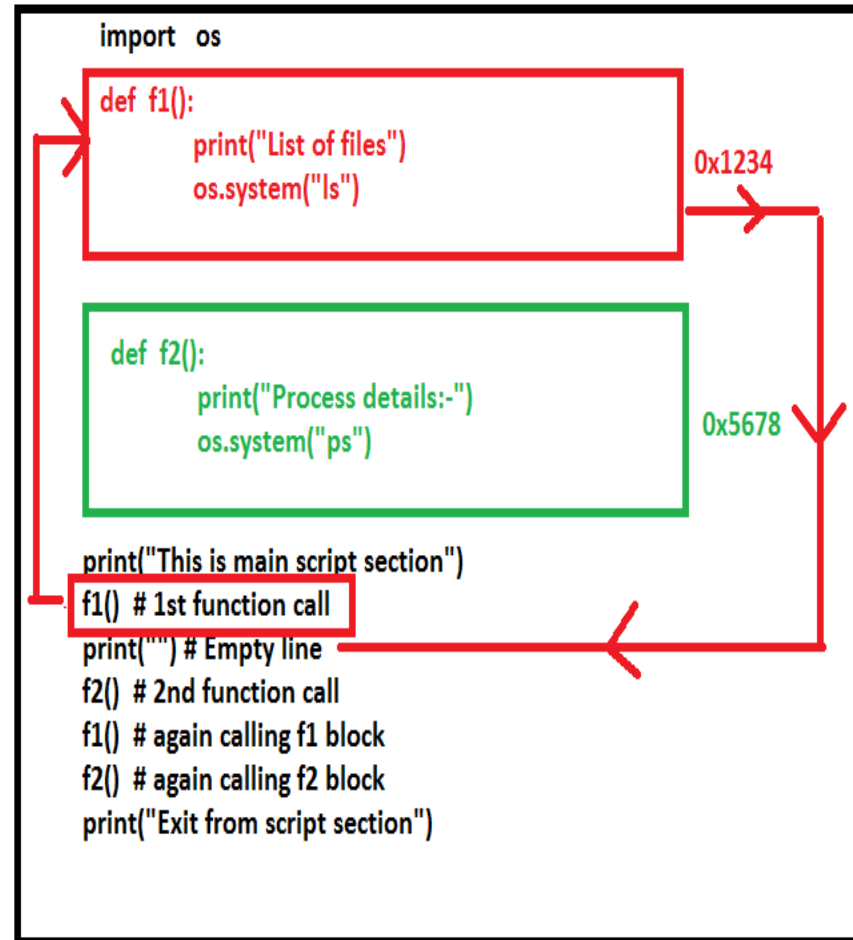 import os
def f1():
print("List of files")
os.system("ls")
0x1234
def f2():
print("Process details:-")
os.system("ps")
0x5678
print("This is main script section")
f1() # 1st function call
print("") # Empty line
f2() # 2nd function call
f1() # again calling f1 block
f2() # again calling f2 block
print("Exit from script section")